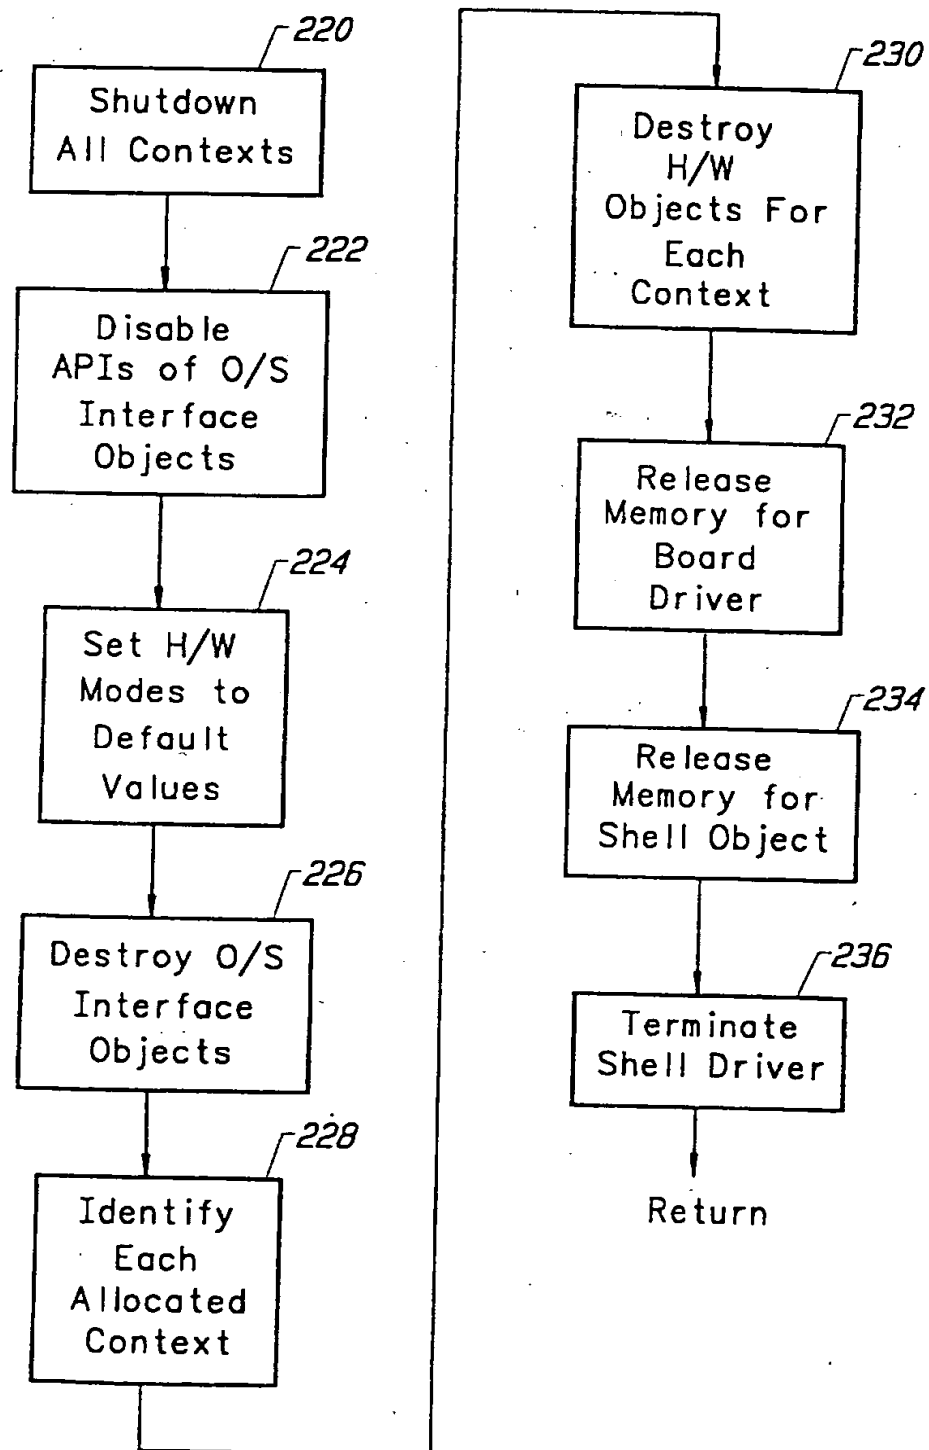 220
Shutdown
All Contexts
222
Disable
APIs of O/S
Interface
Objects
224
Set H/W
Modes to
Default
Values
226
Destroy O/S
Interface
Objects
228
Identify
Each
Allocated
Context
230
Destroy
H/W
Objects For
Each
Context
232
Release
Memory for
Board
Driver
234
Release
Memory for
Shell Object
236
Terminate
Shell Driver
Return